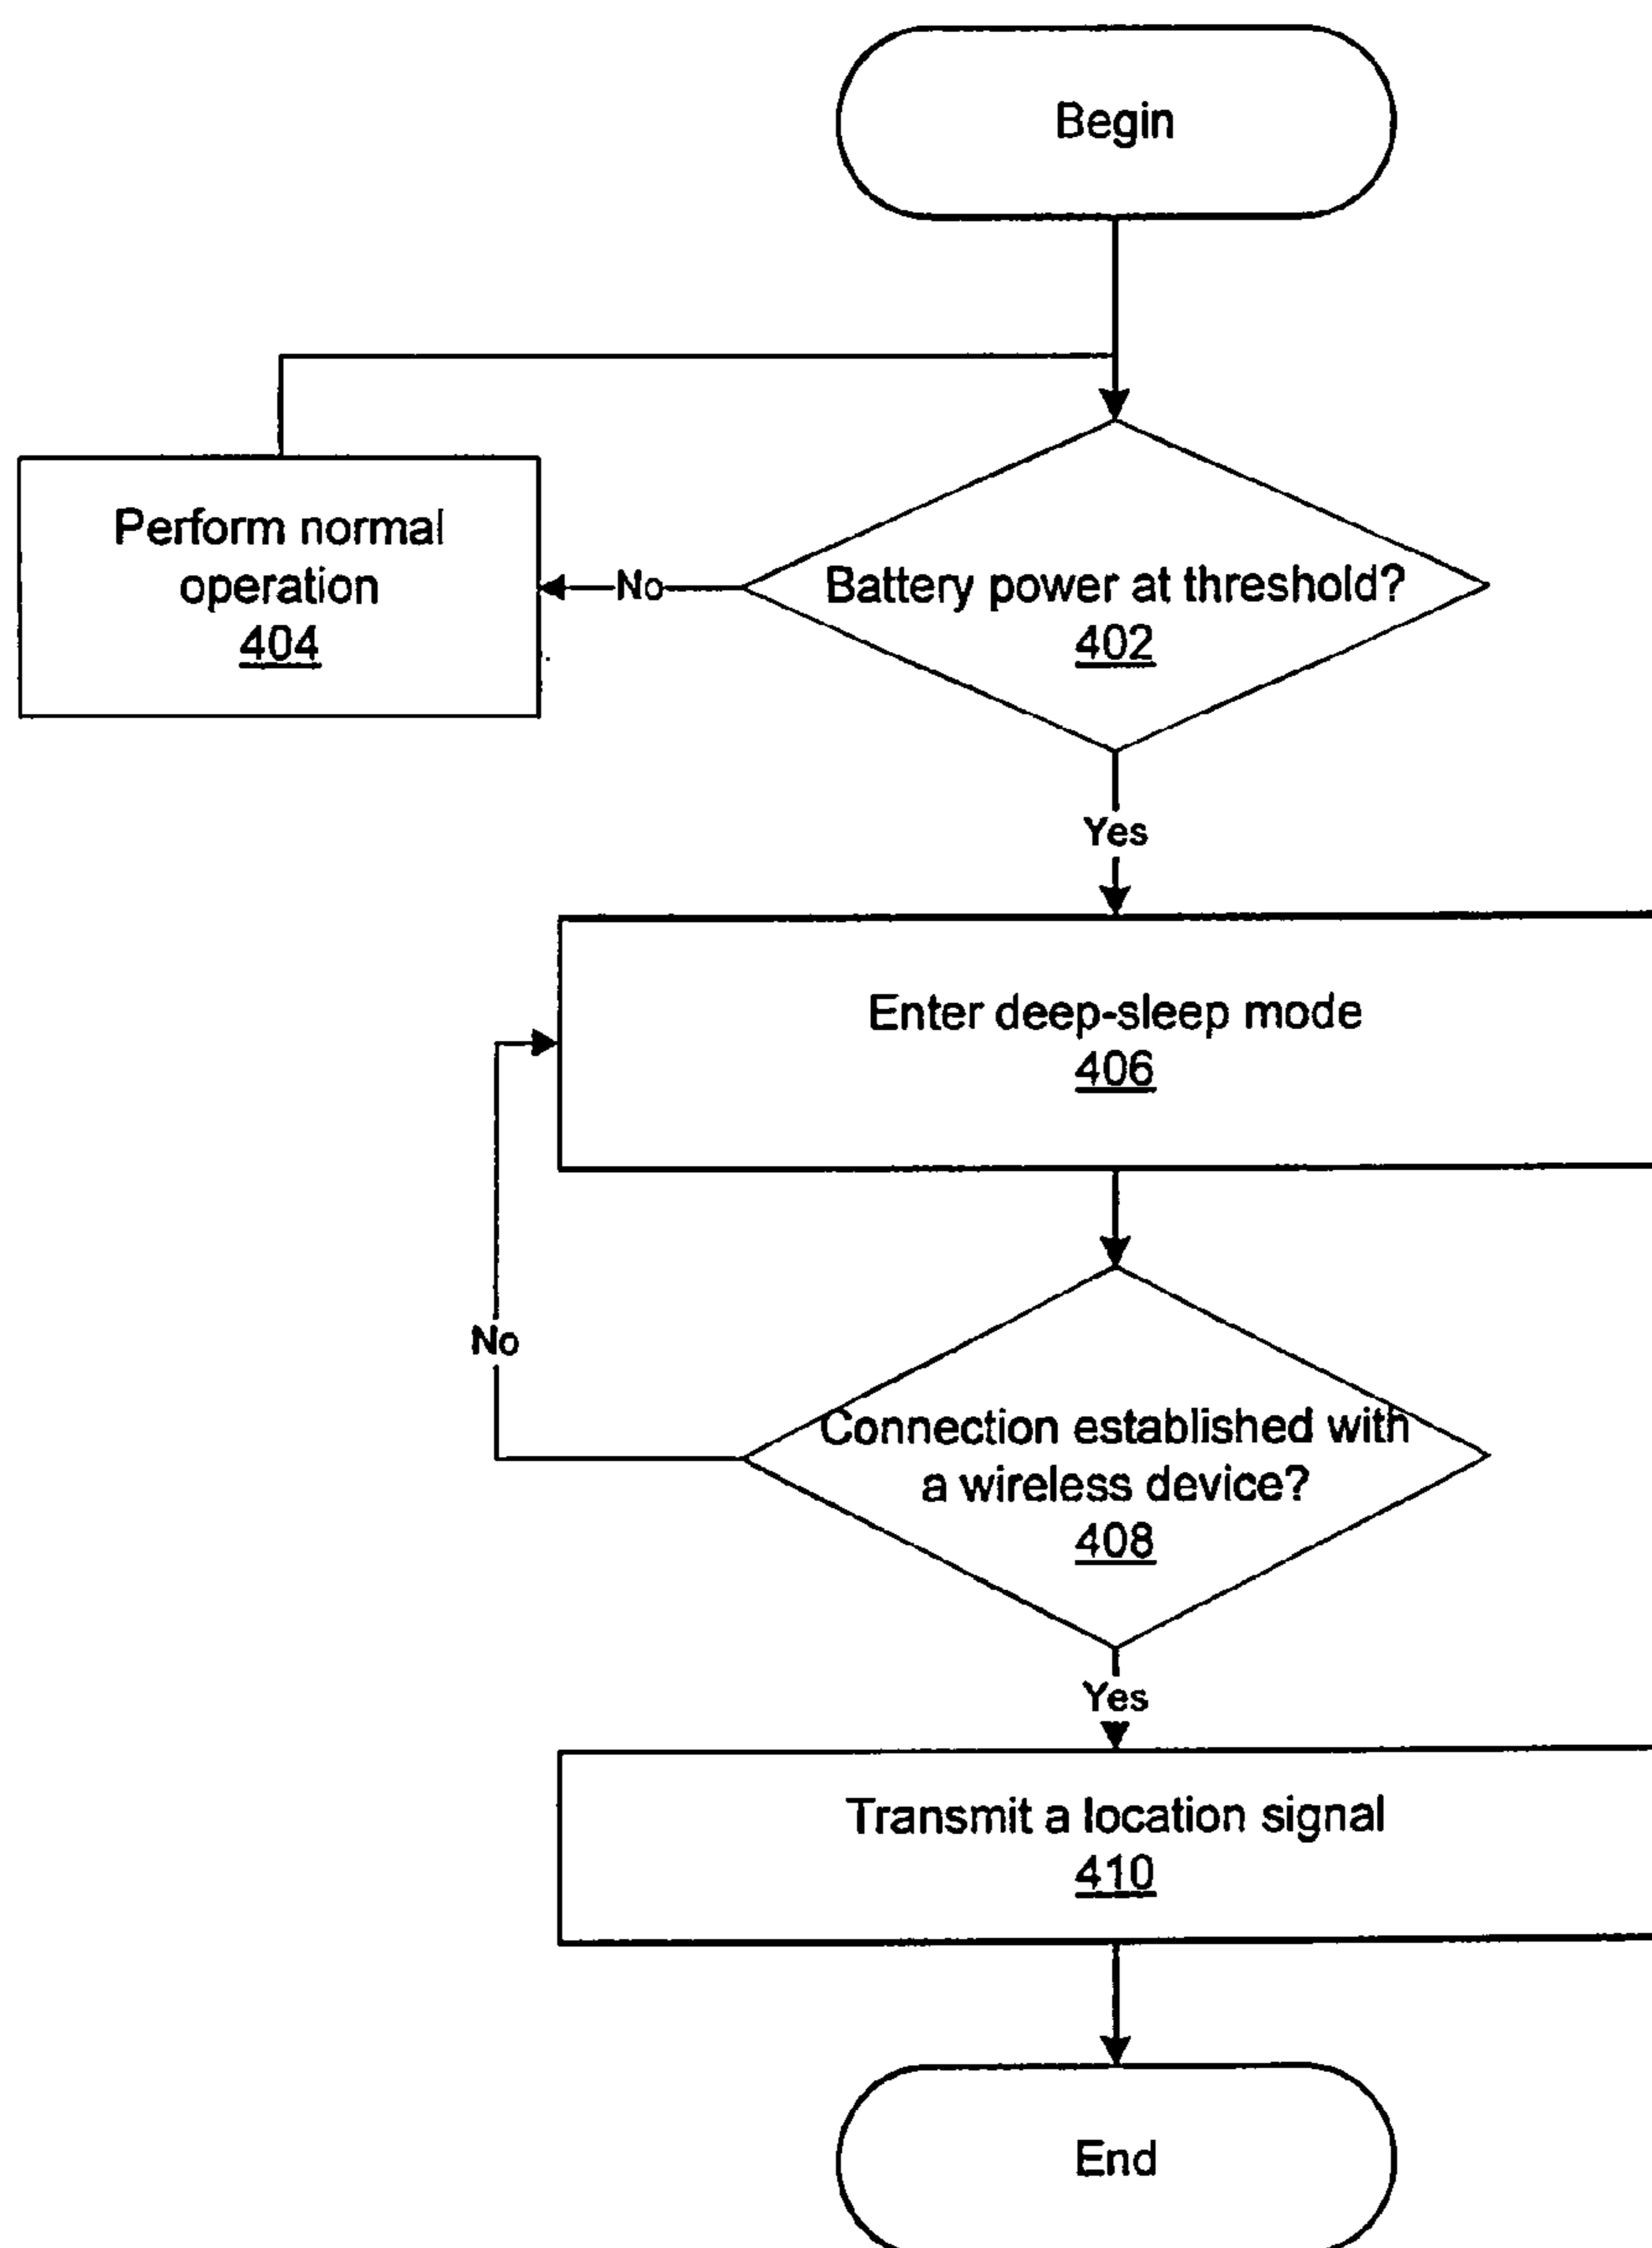 Begin
Perform normal
operation
404
No
Battery power at threshold?
402
Yes
Enter deep-sleep mode
406
No
Connection established with
a wireless device?
408
Yes
Transmit a location signal
410
End